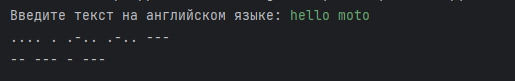 Введите текст на английском языке: hello moto
.... . .-.. .-.. ---
-- --- - ---